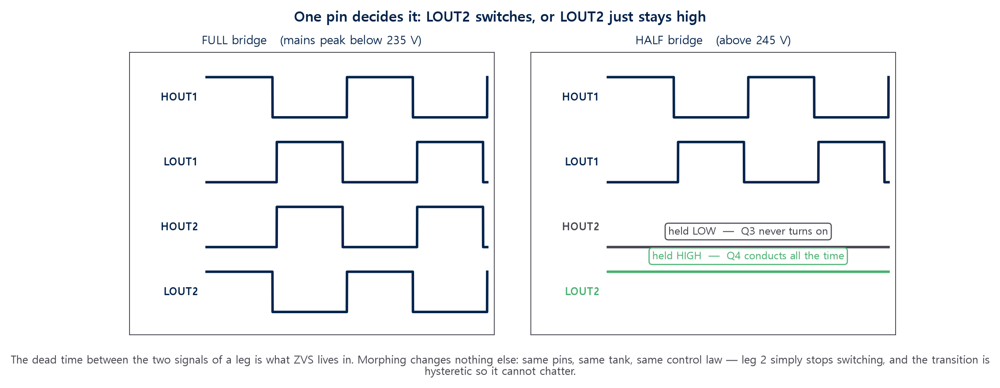 One pin decides it: LOUT2 switches, or LOUT2 just stays high
FULL bridge (mains peak below 235 V)
HOUT1
LOUT1
HOUT2
LOUT2
HALF bridge (above 245 V)
HOUT1
LOUT1
HOUT2
held LOW — Q3 never turns on
held HIGH — Q4 conducts all the time
LOUT2
The dead time between the two signals of a leg is what ZVS lives in. Morphing changes nothing else: same pins, same tank, same control law — leg 2 simply stops switching, and the transition is
hysteretic so it cannot chatter.